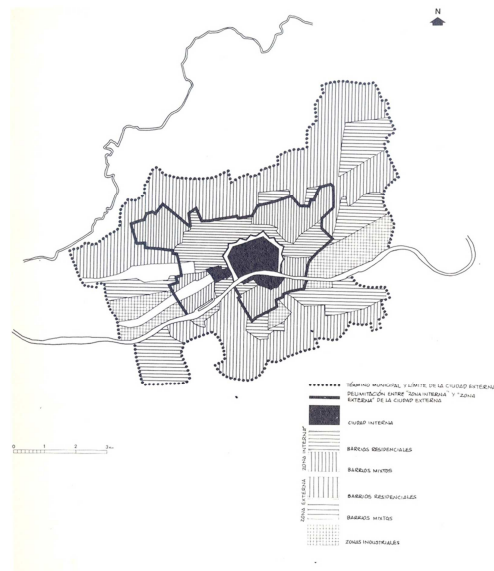 N
TÉRMINO MUNICIPAL Y LÍMITE DE LA CIUDAD EXTERNA
DELIMITACIÓN ENTRE "ZONA INTERNA" Y "ZONA
EXTERNA" DE LA CIUDAD EXTERNA
CIUDAD INTERNA
ZONA INTERNA
BARRIOS RESIDENCIALES
BARRIOS MIXTOS
ZONA EXTERNA
BARRIOS RESIDENCIALES
BARRIOS MIXTOS
ZONAS INDUSTRIALES
0 1 2 3